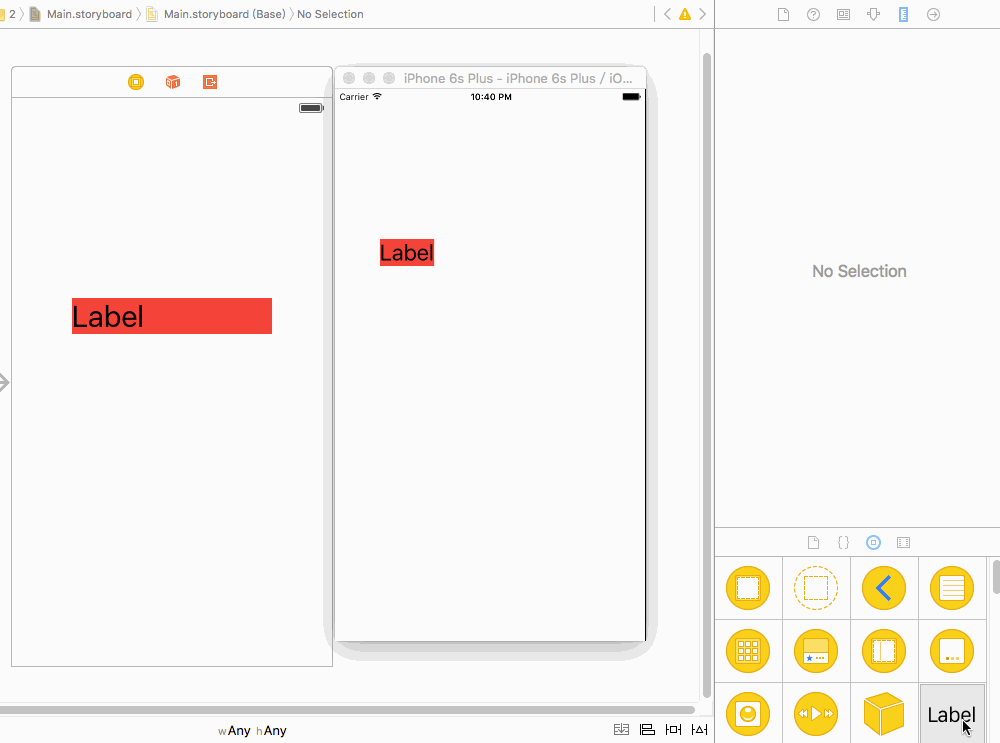 2 Main.storyboard Main.storyboard (Base) No Selection
iPhone 6s Plus - iPhone 6s Plus / iO...
Carrier 10:40 PM
Label
Label
No Selection
Label
wAny hAny